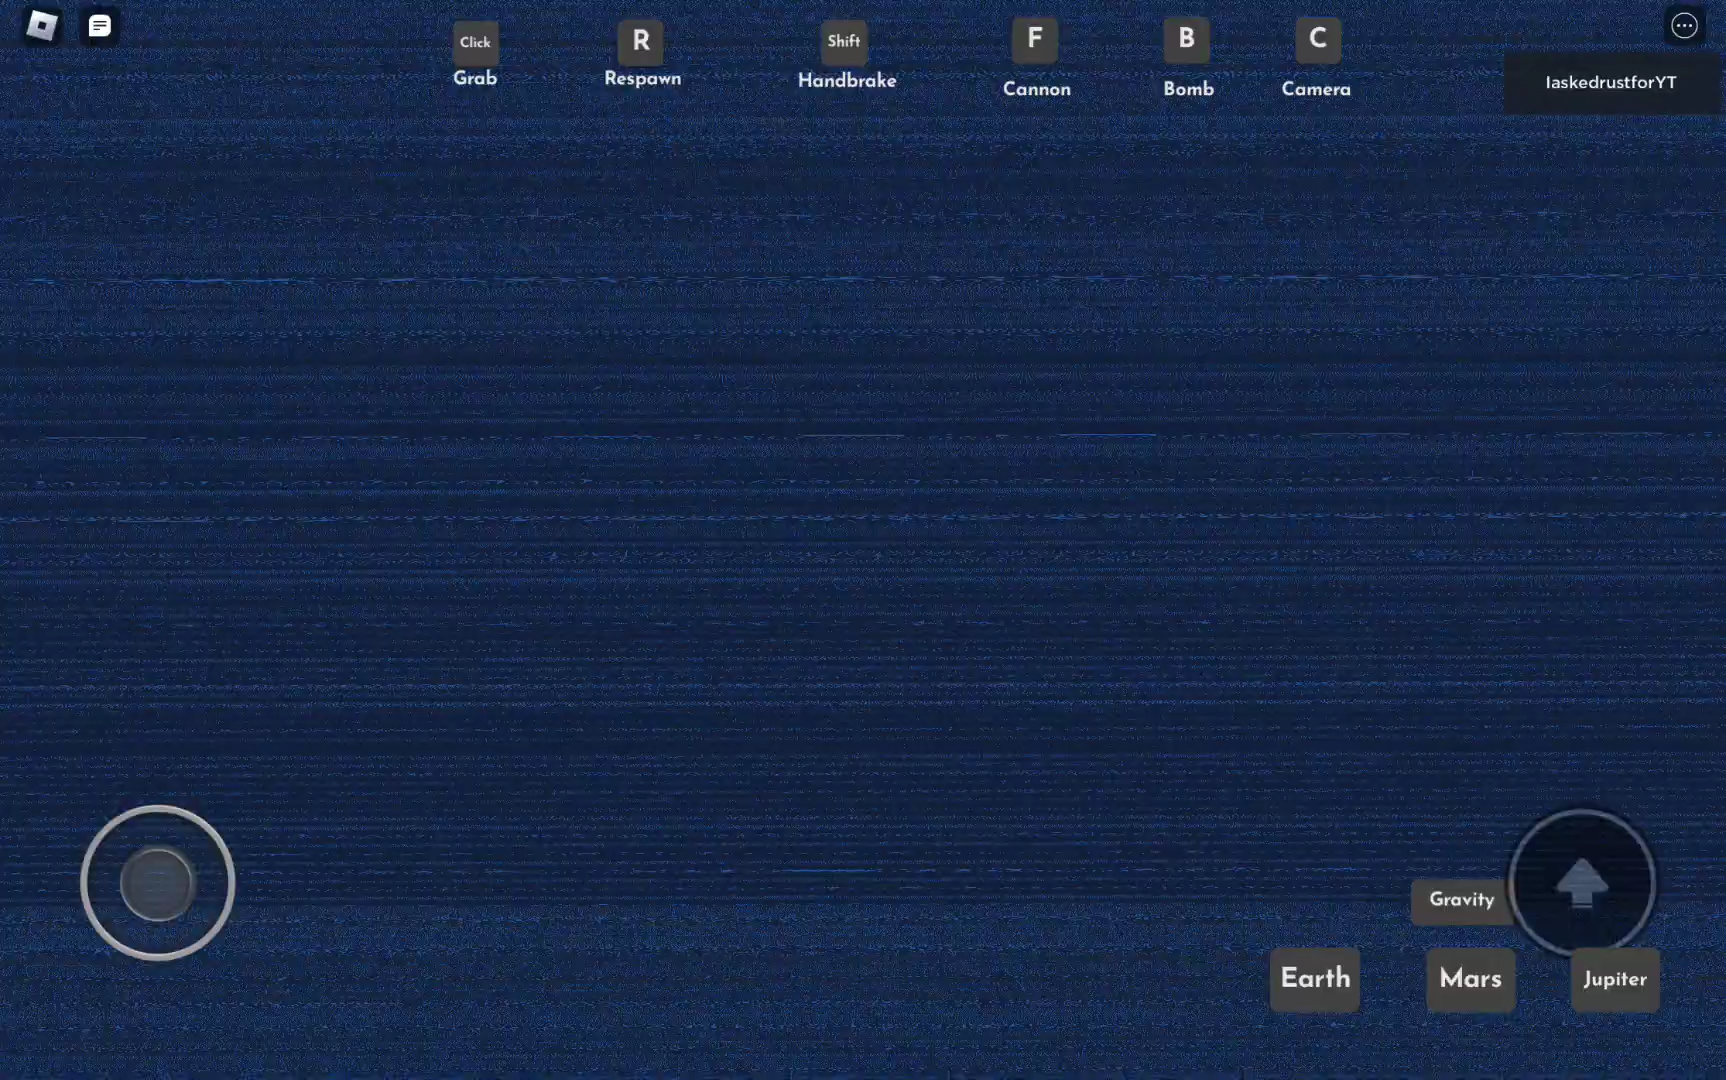 Click
Grab
R
Respawn
Shift
Handbrake
F
Cannon
B
Bomb
C
Camera
IaskedrustforYT
Gravity
Earth
Mars
Jupiter